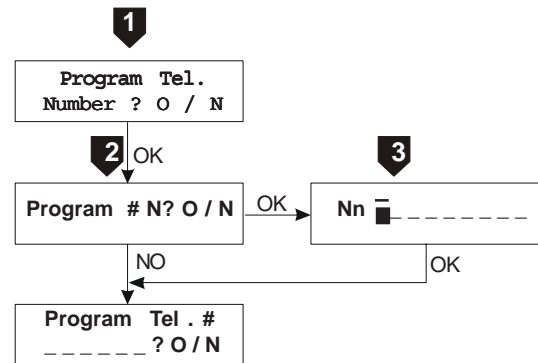 1
Program Tel.
Number ? O / N
2
OK
3
Program # N? O / N
OK
Nn _ _ _ _ _ _ _ _ _
NO
OK
Program Tel . #
_ _ _ _ _ _ ? O / N